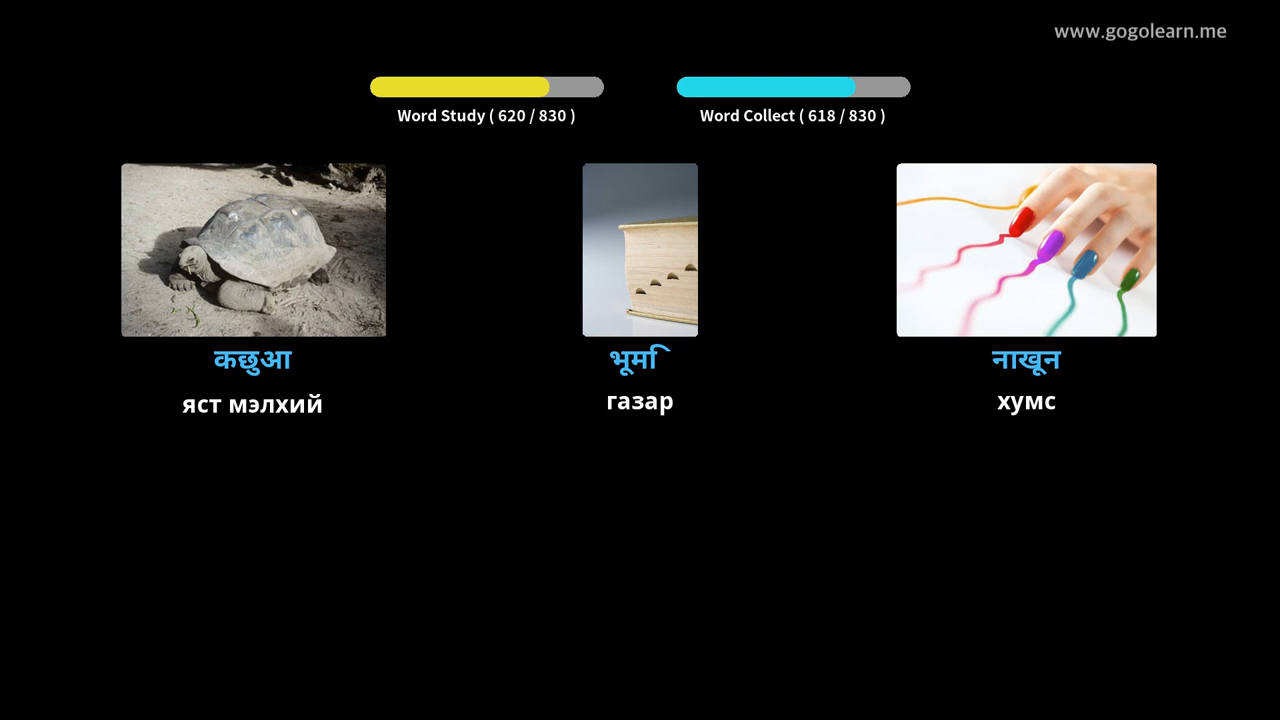 www.gogolearn.me
Word Study ( 620 / 830 )
Word Collect ( 618 / 830 )
कछुआ
भूमि
नाखून
яст мэлхий
газар
хумс